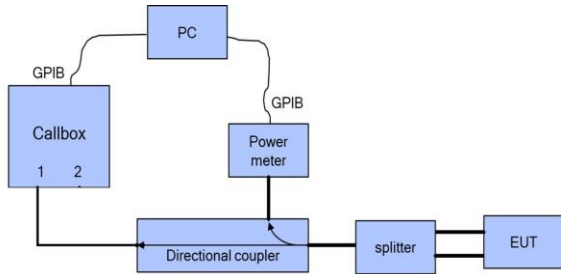 PC
GPIB
GPIB
Callbox
1 2
Power
meter
Directional coupler
splitter
EUT